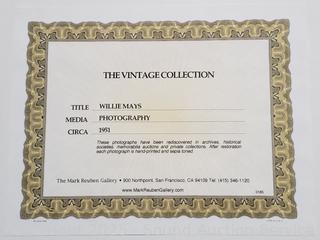 THE VINTAGE COLLECTION
TITLE WILLIE MAYS
MEDIA PHOTOGRAPHY
CIRCA 1951
These photographs have been rediscovered in archives, historical
societies, memorabilia auctions and private collections. After restoration
each photograph is hand-printed and sepia toned.
The Mark Reuben Gallery • 900 Northpoint, San Francisco, CA 94109 Tel: (415) 346-1120
www.MarkReubenGallery.com